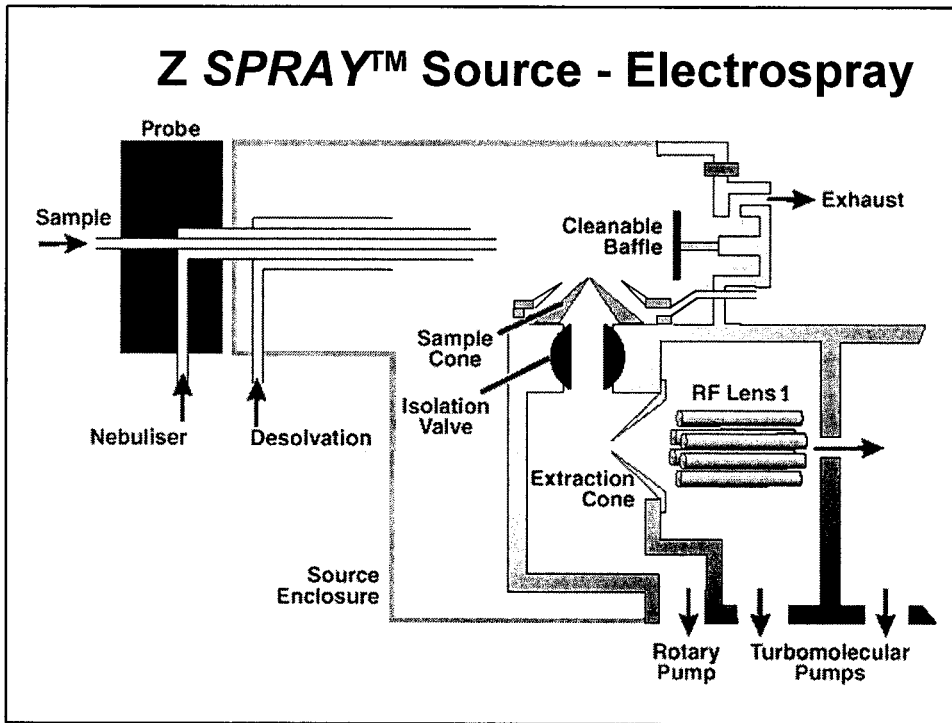 Z SPRAY™ Source - Electrospray
Probe
Sample
Exhaust
Cleanable
Baffle
Sample
Cone
Isolation
Valve
RF Lens 1
Nebuliser
Desolvation
Extraction
Cone
Source
Enclosure
Rotary
Pump
Turbomolecular
Pumps